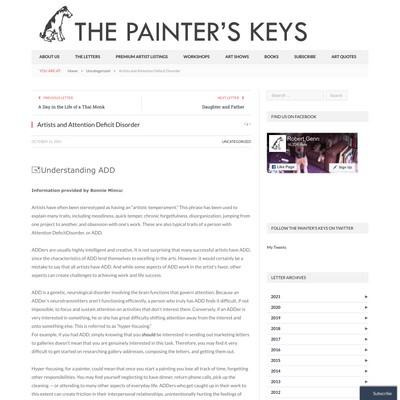 THE PAINTER'S KEYS
ABOUT US THE LETTERS PREMIUM ARTIST LISTINGS WORKSHOPS ART SHOWS BOOKS SUBSCRIBE ART QUOTES
YOU ARE AT: Home » Uncategorized » Artists and Attention Deficit Disorder
PREVIOUS LETTER
A Day in the Life of a Thai Monk
NEXT LETTER
Daughter and Father
Artists and Attention Deficit Disorder
UNCATEGORIZED
Understanding ADD
Information provided by Bonnie Mincu:
Artists have often been stereotyped as having an "artistic temperament." This phrase has been used to
explain many traits, including moodiness, quick temper, chronic forgetfulness, disorganization, jumping from
one project to another, and obsession with one's work. These are also typical traits of a person with
Attention DeficitDisorder, or ADD.
ADDers are usually highly intelligent and creative. It is not surprising that many successful artists have ADD,
since the characteristics of ADD lend themselves to excelling in the arts. However, it would certainly be a
mistake to say that all artists have ADD. And while some aspects of ADD work in the artist's favor, other
aspects can create challenges to achieving work and life success.
ADD is a genetic, neurological disorder involving the brain functions that govern attention. Because an
ADDer's neurotransmitters aren't functioning efficiently, a person who truly has ADD finds it difficult, if not
impossible, to focus and sustain attention on activities that don't interest them. Conversely, if an ADDer is
very interested in something, he or she has great difficulty shifting attention away from the interest and
onto something else. This is referred to as "hyper-focusing."
For example, if you had ADD, simply knowing that you should be interested in sending out marketing letters
to galleries doesn't mean that you are genuinely interested in this task. Therefore, you may find it very
difficult to get started on researching gallery addresses, composing the letters, and getting them out.
Hyper-focusing, for a painter, could mean that once you start a painting you lose all track of time, forgetting
responsibilities. You may find yourself neglecting to have dinner, return phone calls, pick up the
cleaning — or attending to many other aspects of everyday life. ADDers who get caught up in their work to
this extent can create friction in their interpersonal relationships, unintentionally hurting the feelings of
Search ...
FIND US ON FACEBOOK
Robert Genn
Like Page
Sign Up
FOLLOW THE PAINTER'S KEYS ON TWITTER
My Tweets
LETTER ARCHIVES
2021
2020
2019
2018
2017
2016
2015
2014
2013
2012
Subscribe